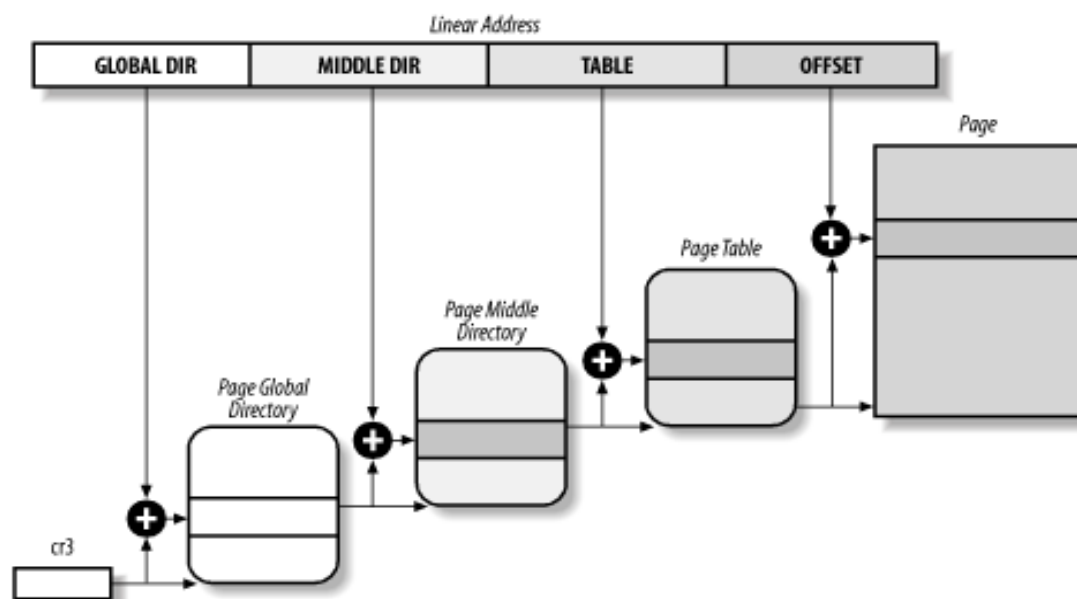 Linear Address
GLOBAL DIR
MIDDLE DIR
TABLE
OFFSET
Page
Page Table
Page Middle
Directory
Page Global
Directory
cr3